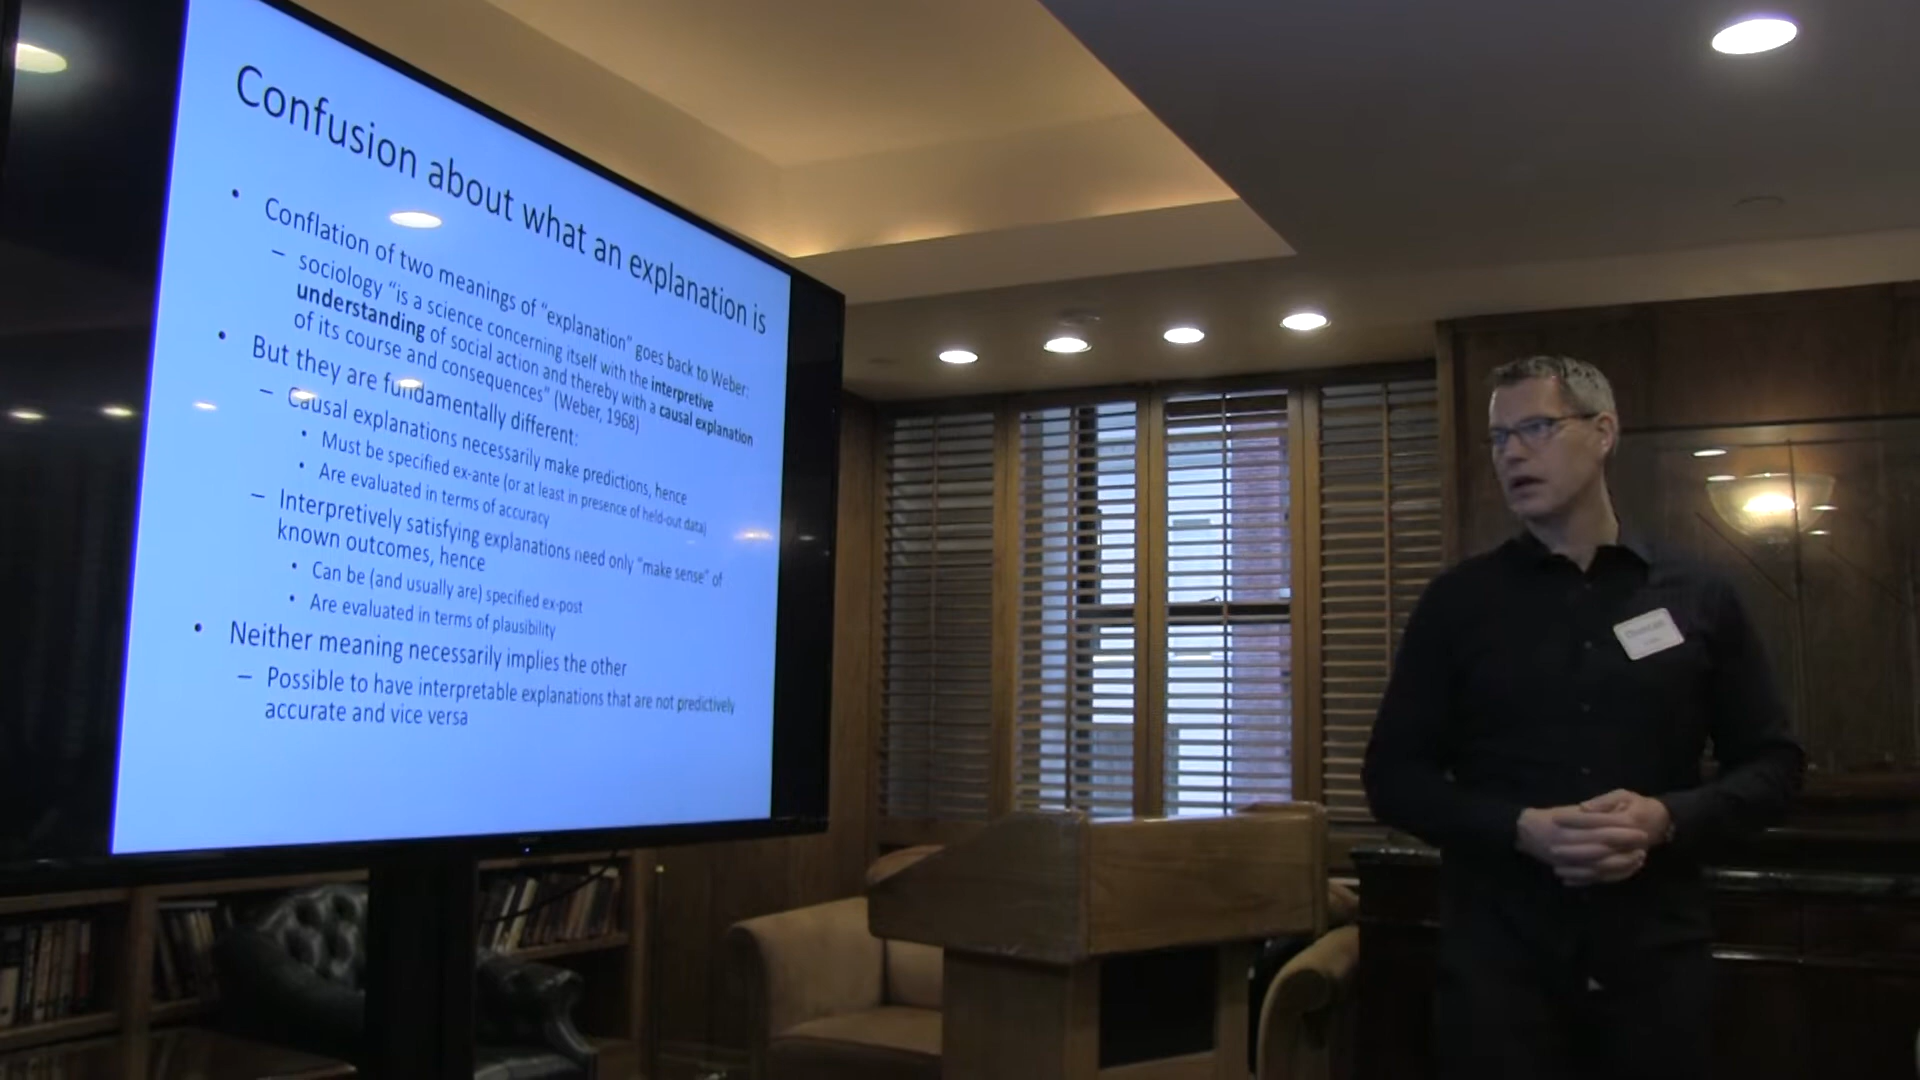 Confusion about what an explanation is
• Conflation of two meanings of “explanation” goes back to Weber:
– sociology “is a science concerning itself with the interpretive
understanding of social action and thereby with a causal explanation
of its course and consequences” (Weber, 1968)
• But they are fundamentally different:
– Causal explanations necessarily make predictions, hence
• Must be specified ex-ante (or at least in presence of held-out data)
• Are evaluated in terms of accuracy
– Interpretively satisfying explanations need only “make sense” of
known outcomes, hence
• Can be (and usually are) specified ex-post
• Are evaluated in terms of plausibility
• Neither meaning necessarily implies the other
– Possible to have interpretable explanations that are not predictively
accurate and vice versa
Duncan